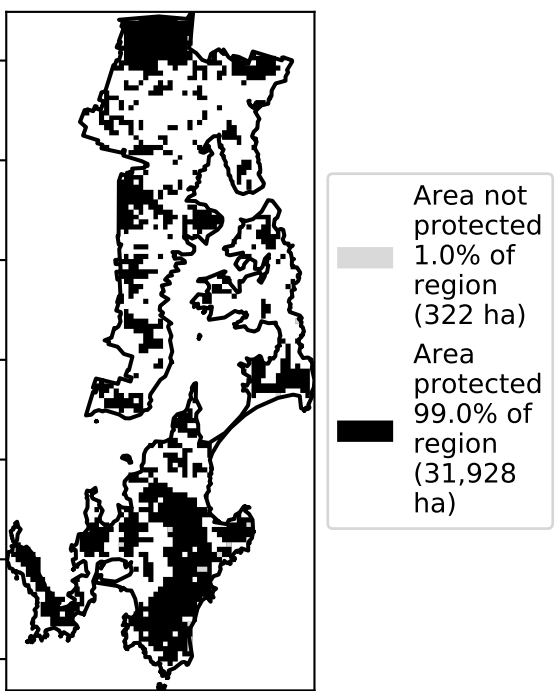 Area not
protected
1.0% of
region
(322 ha)
Area
protected
99.0% of
region
(31,928
ha)